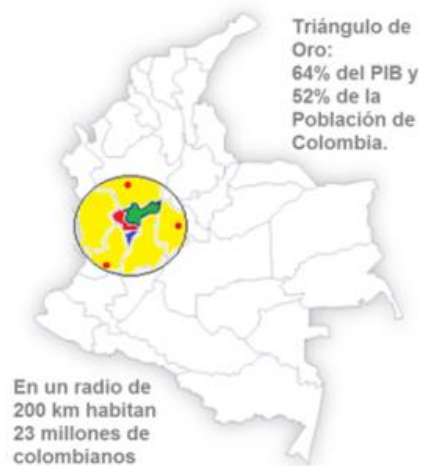 Triángulo de
Oro:
64% del PIB y
52% de la
Población de
Colombia.
En un radio de
200 km habitan
23 millones de
colombianos